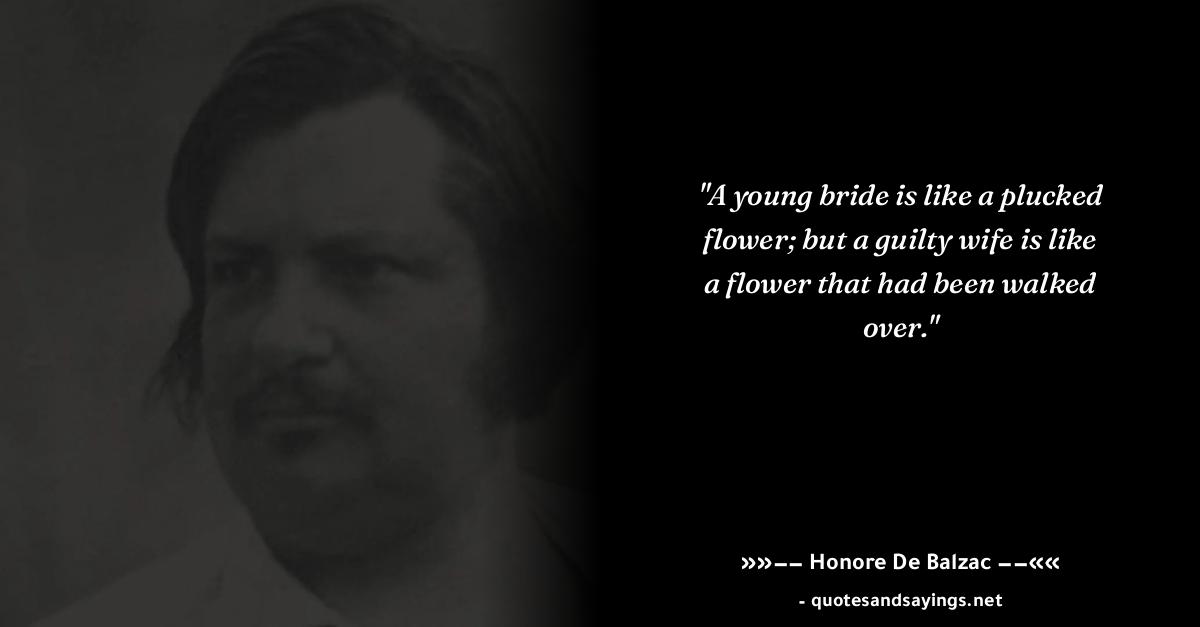 "A young bride is like a plucked
flower; but a guilty wife is like
a flower that had been walked
over."
»»–– Honore De Balzac ––««
- quotesandsayings.net